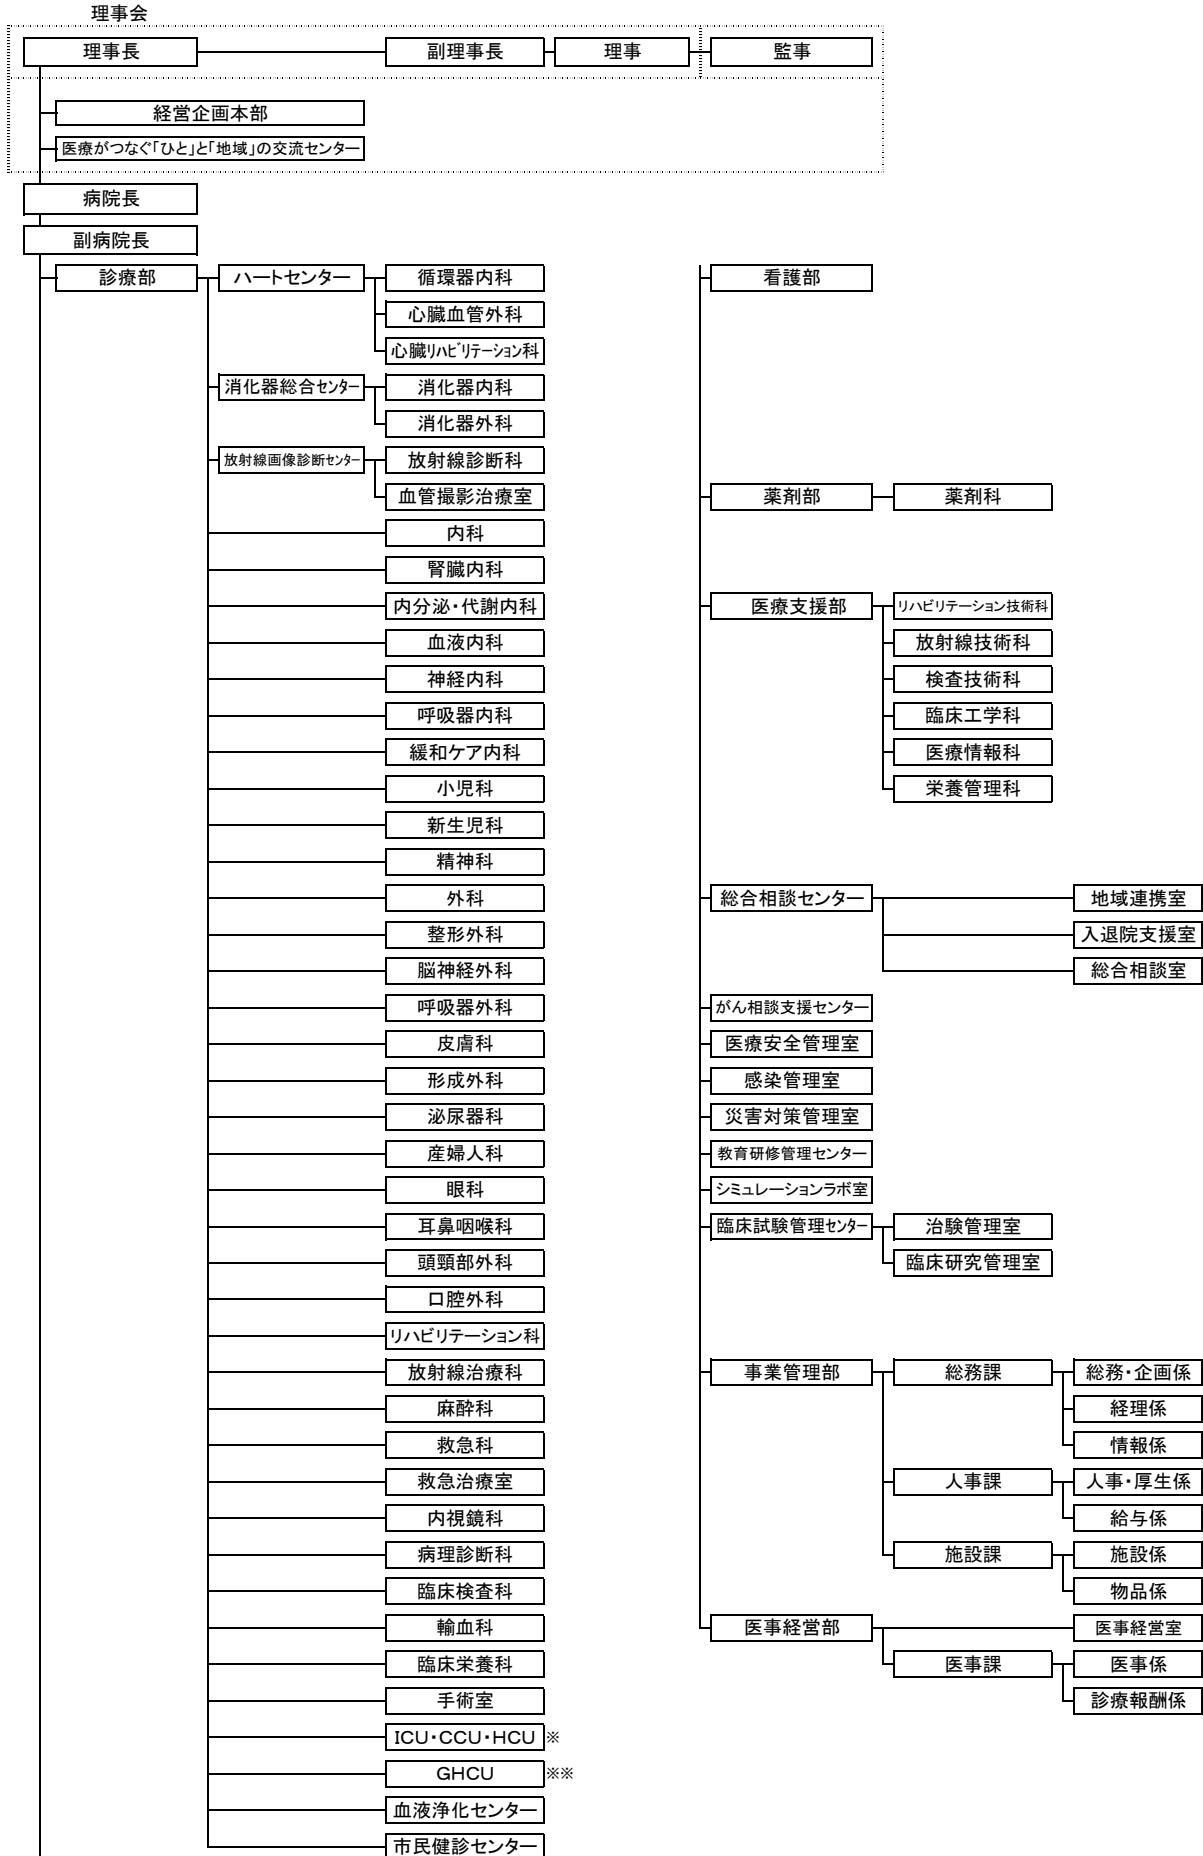 理事会
理事長
副理事長
理事
監事
経営企画本部
医療がつなぐ「ひと」と「地域」の交流センター
病院長
副病院長
診療部
ハートセンター
循環器内科
心臓血管外科
心臓リハビリテーション科
消化器総合センター
消化器内科
消化器外科
放射線画像診断センター
放射線診断科
血管撮影治療室
内科
腎臓内科
内分泌・代謝内科
血液内科
神経内科
呼吸器内科
緩和ケア内科
小児科
新生児科
精神科
外科
整形外科
脳神経外科
呼吸器外科
皮膚科
形成外科
泌尿器科
産婦人科
眼科
耳鼻咽喉科
頭頸部外科
口腔外科
リハビリテーション科
放射線治療科
麻酔科
救急科
救急治療室
内視鏡科
病理診断科
臨床検査科
輸血科
臨床栄養科
手術室
ICU・CCU・HCU ※
GHCU ※※
血液浄化センター
市民健診センター
看護部
薬剤部
薬剤科
医療支援部
リハビリテーション技術科
放射線技術科
検査技術科
臨床工学科
医療情報科
栄養管理科
総合相談センター
地域連携室
入退院支援室
総合相談室
がん相談支援センター
医療安全管理室
感染管理室
災害対策管理室
教育研修管理センター
シミュレーションラボ室
臨床試験管理センター
治験管理室
臨床研究管理室
事業管理部
総務課
総務・企画係
経理係
情報係
人事課
人事・厚生係
給与係
施設課
施設係
物品係
医事経営部
医事経営室
医事課
医事係
診療報酬係